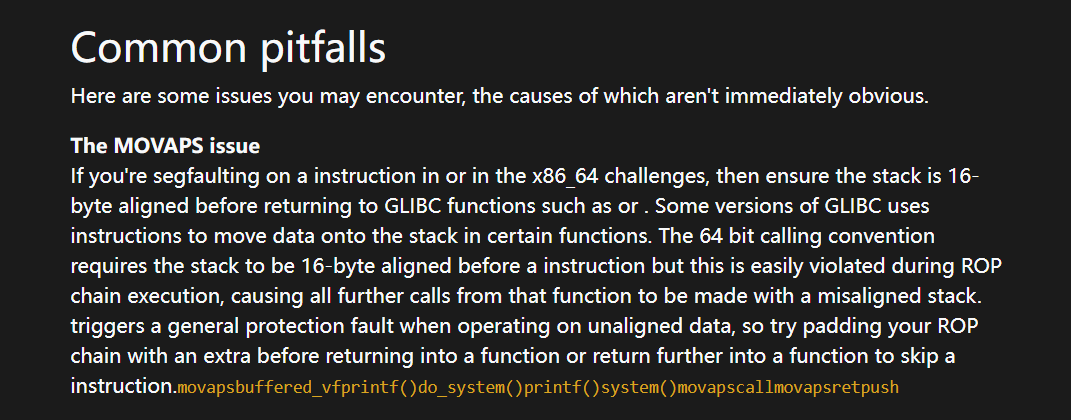 Common pitfalls
Here are some issues you may encounter, the causes of which aren't immediately obvious.
The MOVAPS issue
If you're segfaulting on a instruction in or in the x86_64 challenges, then ensure the stack is 16-
byte aligned before returning to GLIBC functions such as or . Some versions of GLIBC uses
instructions to move data onto the stack in certain functions. The 64 bit calling convention
requires the stack to be 16-byte aligned before a instruction but this is easily violated during ROP
chain execution, causing all further calls from that function to be made with a misaligned stack.
triggers a general protection fault when operating on unaligned data, so try padding your ROP
chain with an extra before returning into a function or return further into a function to skip a
instruction.movapsbuffered_vfprintf()do_system()printf()system()movapscallmovapsretpush